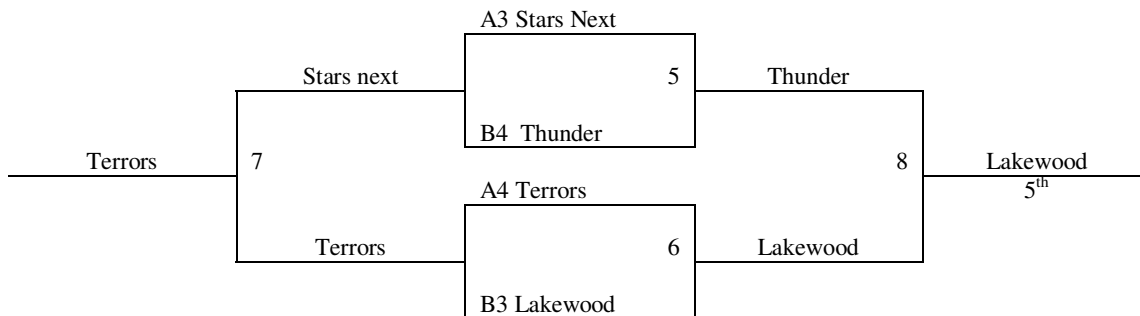 A3 Stars Next
Stars next 5 Thunder
B4 Thunder
Terrors 7 8 Lakewood
5th
A4 Terrors
Terrors 6 Lakewood
B3 Lakewood